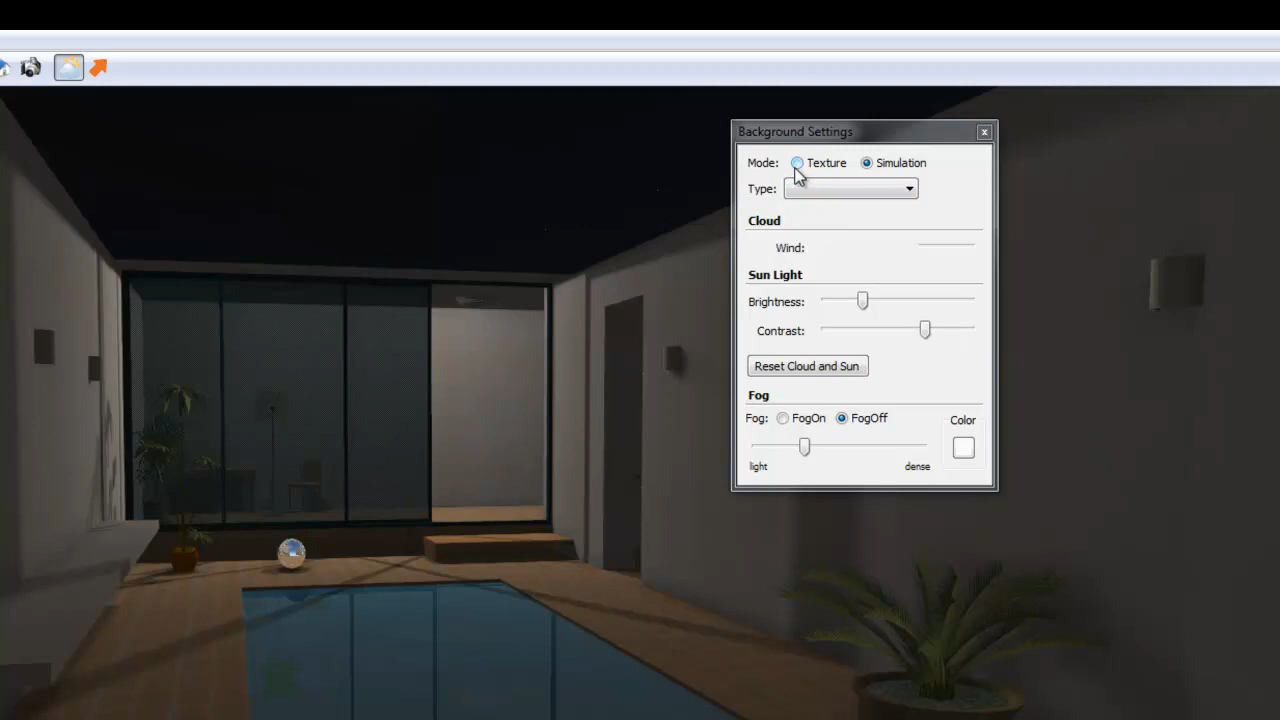 Background Settings
Mode: Texture Simulation
Type:
Cloud
Wind:
Sun Light
Brightness:
Contrast:
Reset Cloud and Sun
Fog
Fog: FogOn FogOff Color
light dense